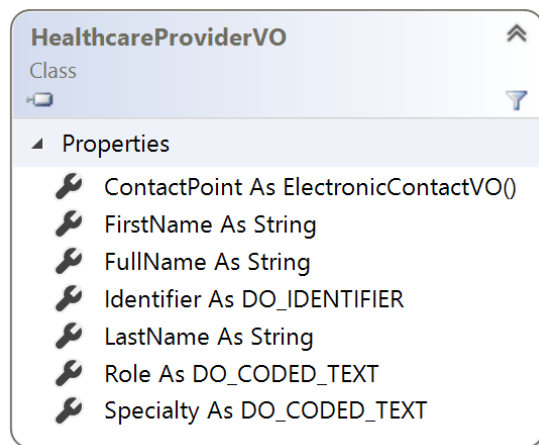 HealthcareProviderVO
Class
Properties
ContactPoint As ElectronicContactVO()
FirstName As String
FullName As String
Identifier As DO_IDENTIFIER
LastName As String
Role As DO_CODED_TEXT
Specialty As DO_CODED_TEXT